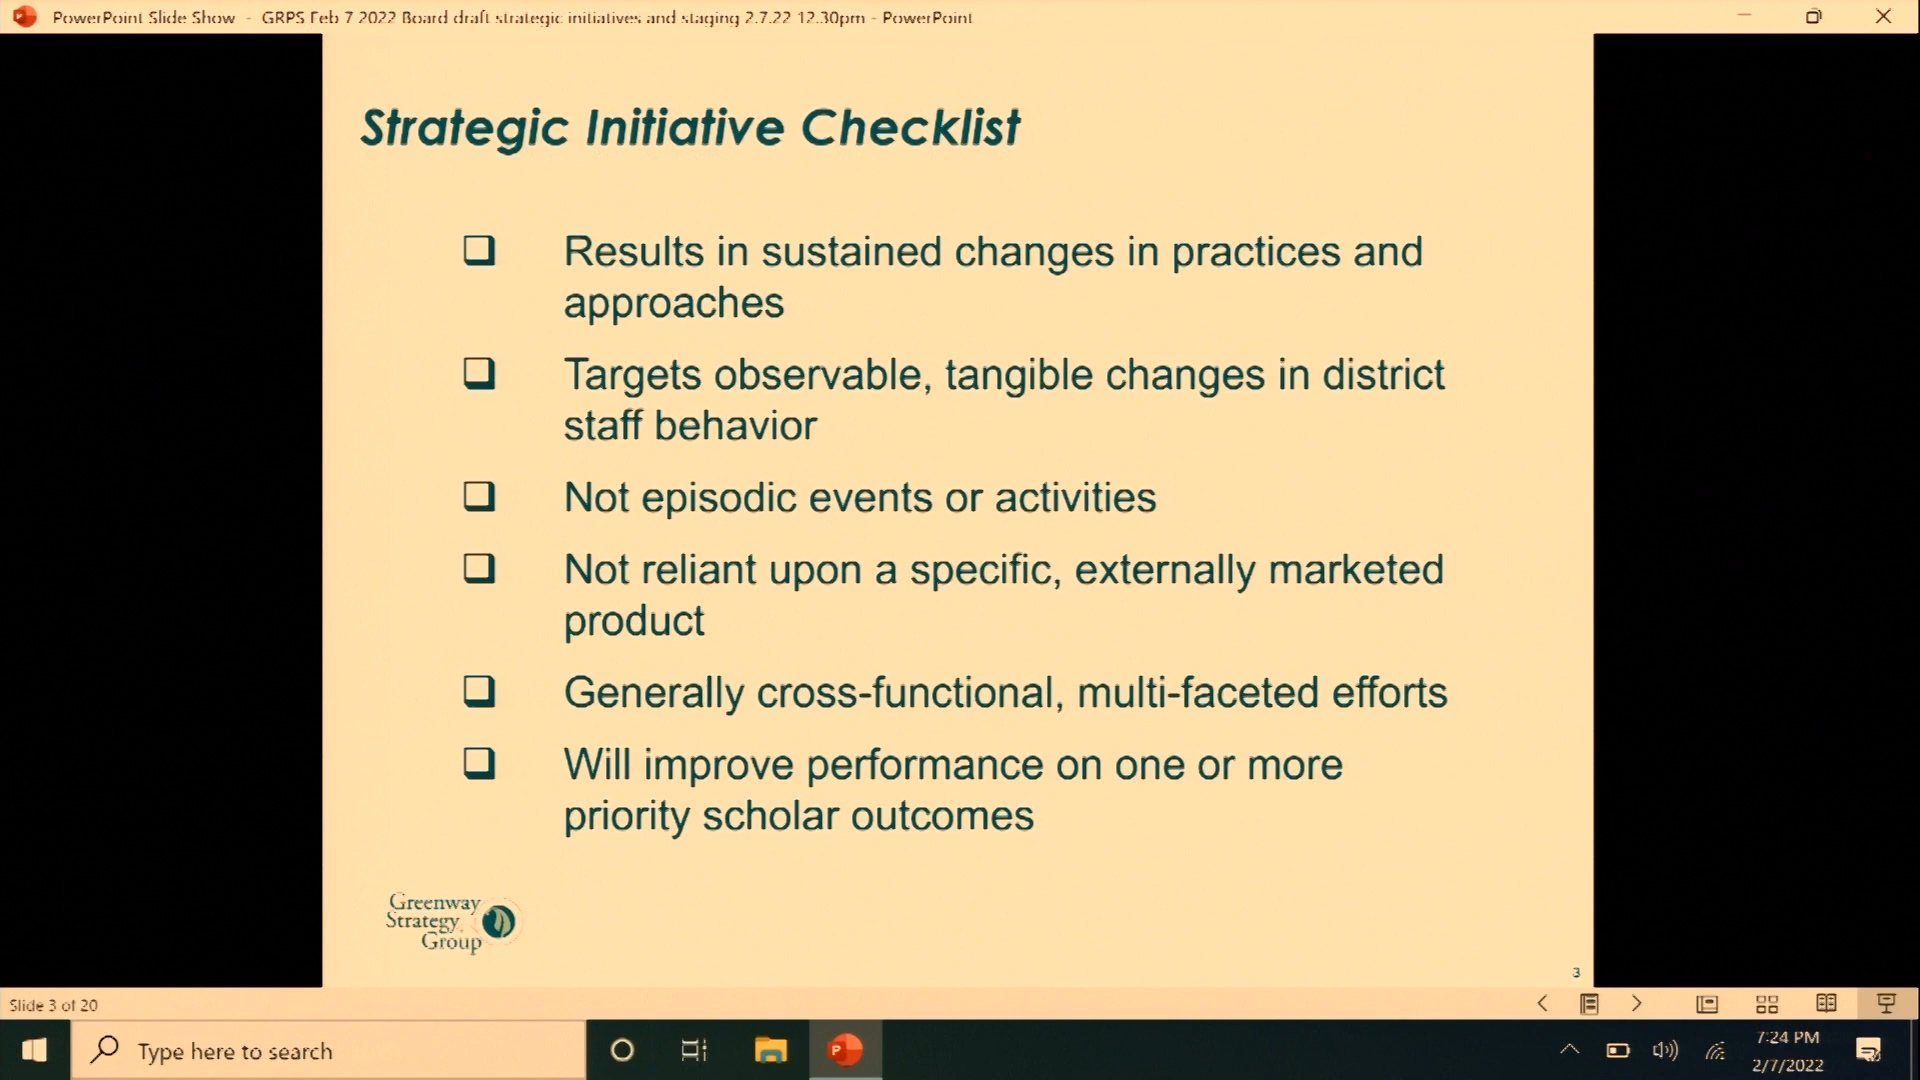 PowerPoint Slide Show - GRPS Feb 7 2022 Board draft strategic initiatives and staging 2.7.22 12.30pm - PowerPoint
Strategic Initiative Checklist
Results in sustained changes in practices and
approaches
Targets observable, tangible changes in district
staff behavior
Not episodic events or activities
Not reliant upon a specific, externally marketed
product
Generally cross-functional, multi-faceted efforts
Will improve performance on one or more
priority scholar outcomes
Greenway
Strategy
Group
3
Slide 3 of 20
Type here to search
7:24 PM
2/7/2022